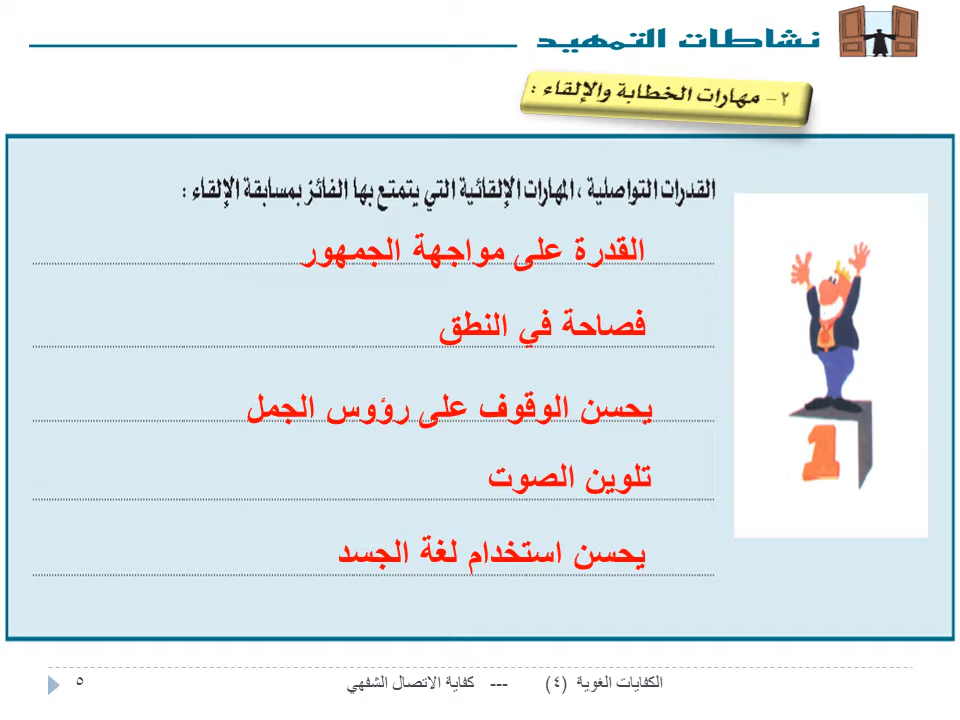 نشاطات التمهيد
٢- مهارات الخطابة والإلقاء :
القدرات التواصلية ، المهارات الإلقائية التي يتمتع بها الفائز بمسابقة الإلقاء :
القدرة على مواجهة الجمهور
فصاحة في النطق
يحسن الوقوف على رؤوس الجمل
تلوين الصوت
يحسن استخدام لغة الجسد
1
الكفايات الغوية (٤) --- كفاية الاتصال الشفهي
٥